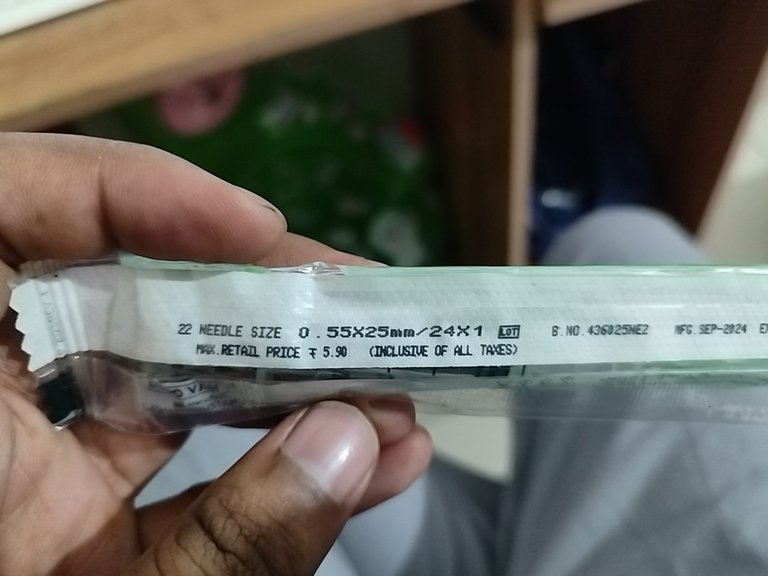 22 NEEDLE SIZE 0.55X25mm/24X1 LOT B.NO.436025NE2 MFG.SEP-2024
MAX.RETAIL PRICE ₹ 5.90 (INCLUSIVE OF ALL TAXES)